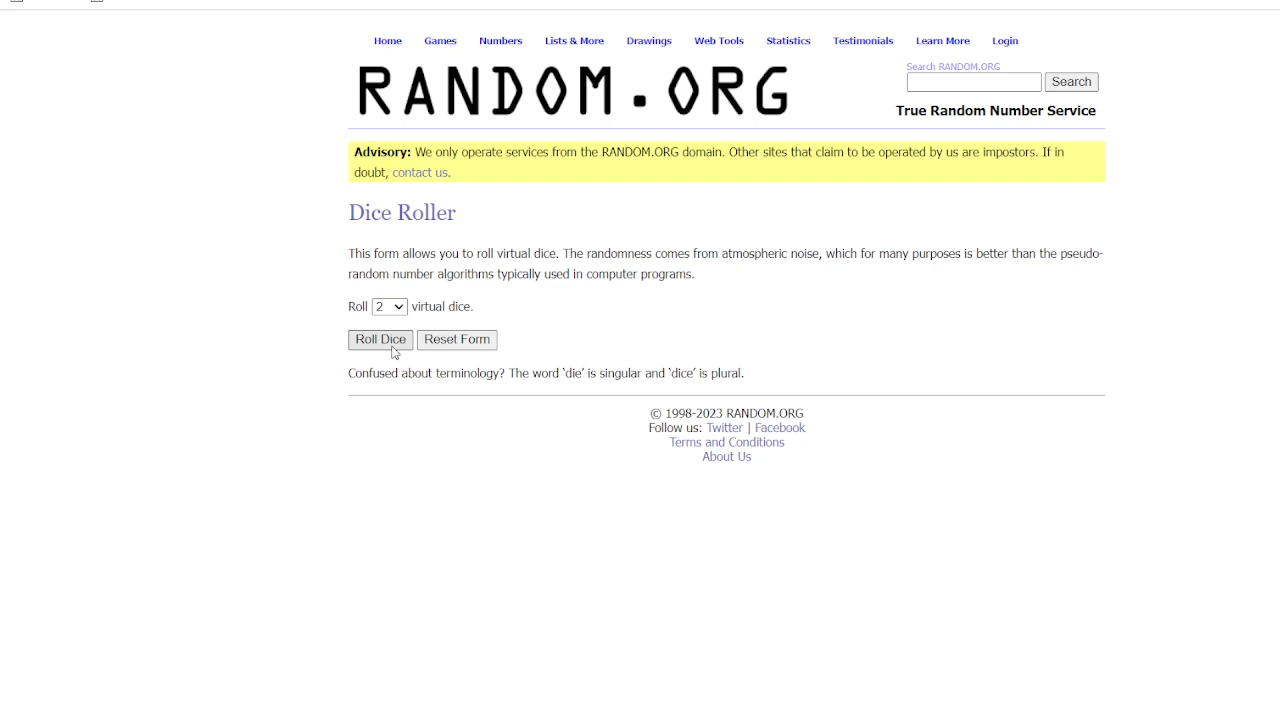 Home Games Numbers Lists & More Drawings Web Tools Statistics Testimonials Learn More Login
RANDOM.ORG
Search RANDOM.ORG
Search
True Random Number Service
Advisory: We only operate services from the RANDOM.ORG domain. Other sites that claim to be operated by us are impostors. If in
doubt, contact us.
Dice Roller
This form allows you to roll virtual dice. The randomness comes from atmospheric noise, which for many purposes is better than the pseudo-
random number algorithms typically used in computer programs.
Roll 2 virtual dice.
Roll Dice Reset Form
Confused about terminology? The word ‘die’ is singular and ‘dice’ is plural.
© 1998-2023 RANDOM.ORG
Follow us: Twitter | Facebook
Terms and Conditions
About Us